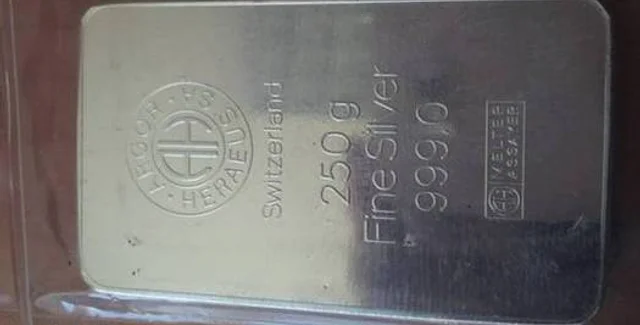 ARGOR · HERAEUS SA ·
Switzerland
250 g
Fine Silver
999,0
MELTER
ASSAYER